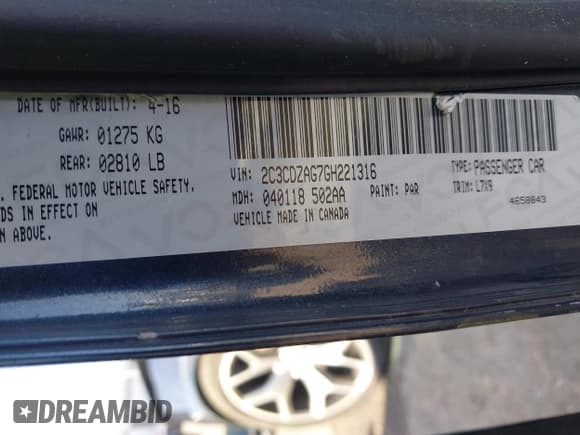 DATE OF MFR(BUILT): 4-16
GAWR: 01275 KG
REAR: 02810 LB
. FEDERAL MOTOR VEHICLE SAFETY,
DS IN EFFECT ON
N ABOVE.
VIN: 2C3CDZAG7GH221316
TYPE: PASSENGER CAR
MDH: 040118 502AA
PAINT: PAR
TRIM: L7X9
VEHICLE MADE IN CANADA
4658843
DREAMBID